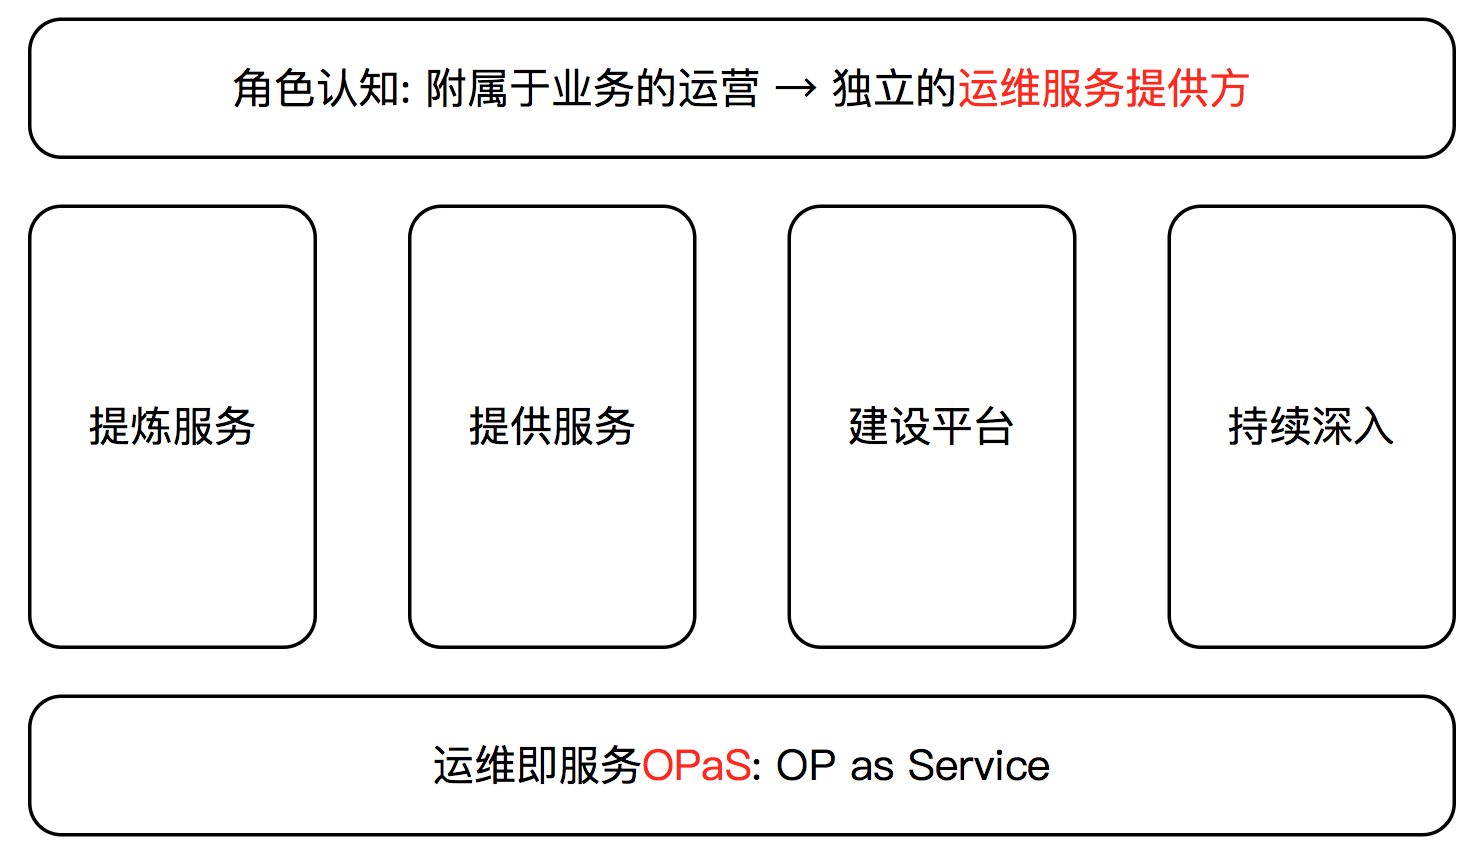 角色认知: 附属于业务的运营 → 独立的运维服务提供方
提炼服务
提供服务
建设平台
持续深入
运维即服务OPaS: OP as Service